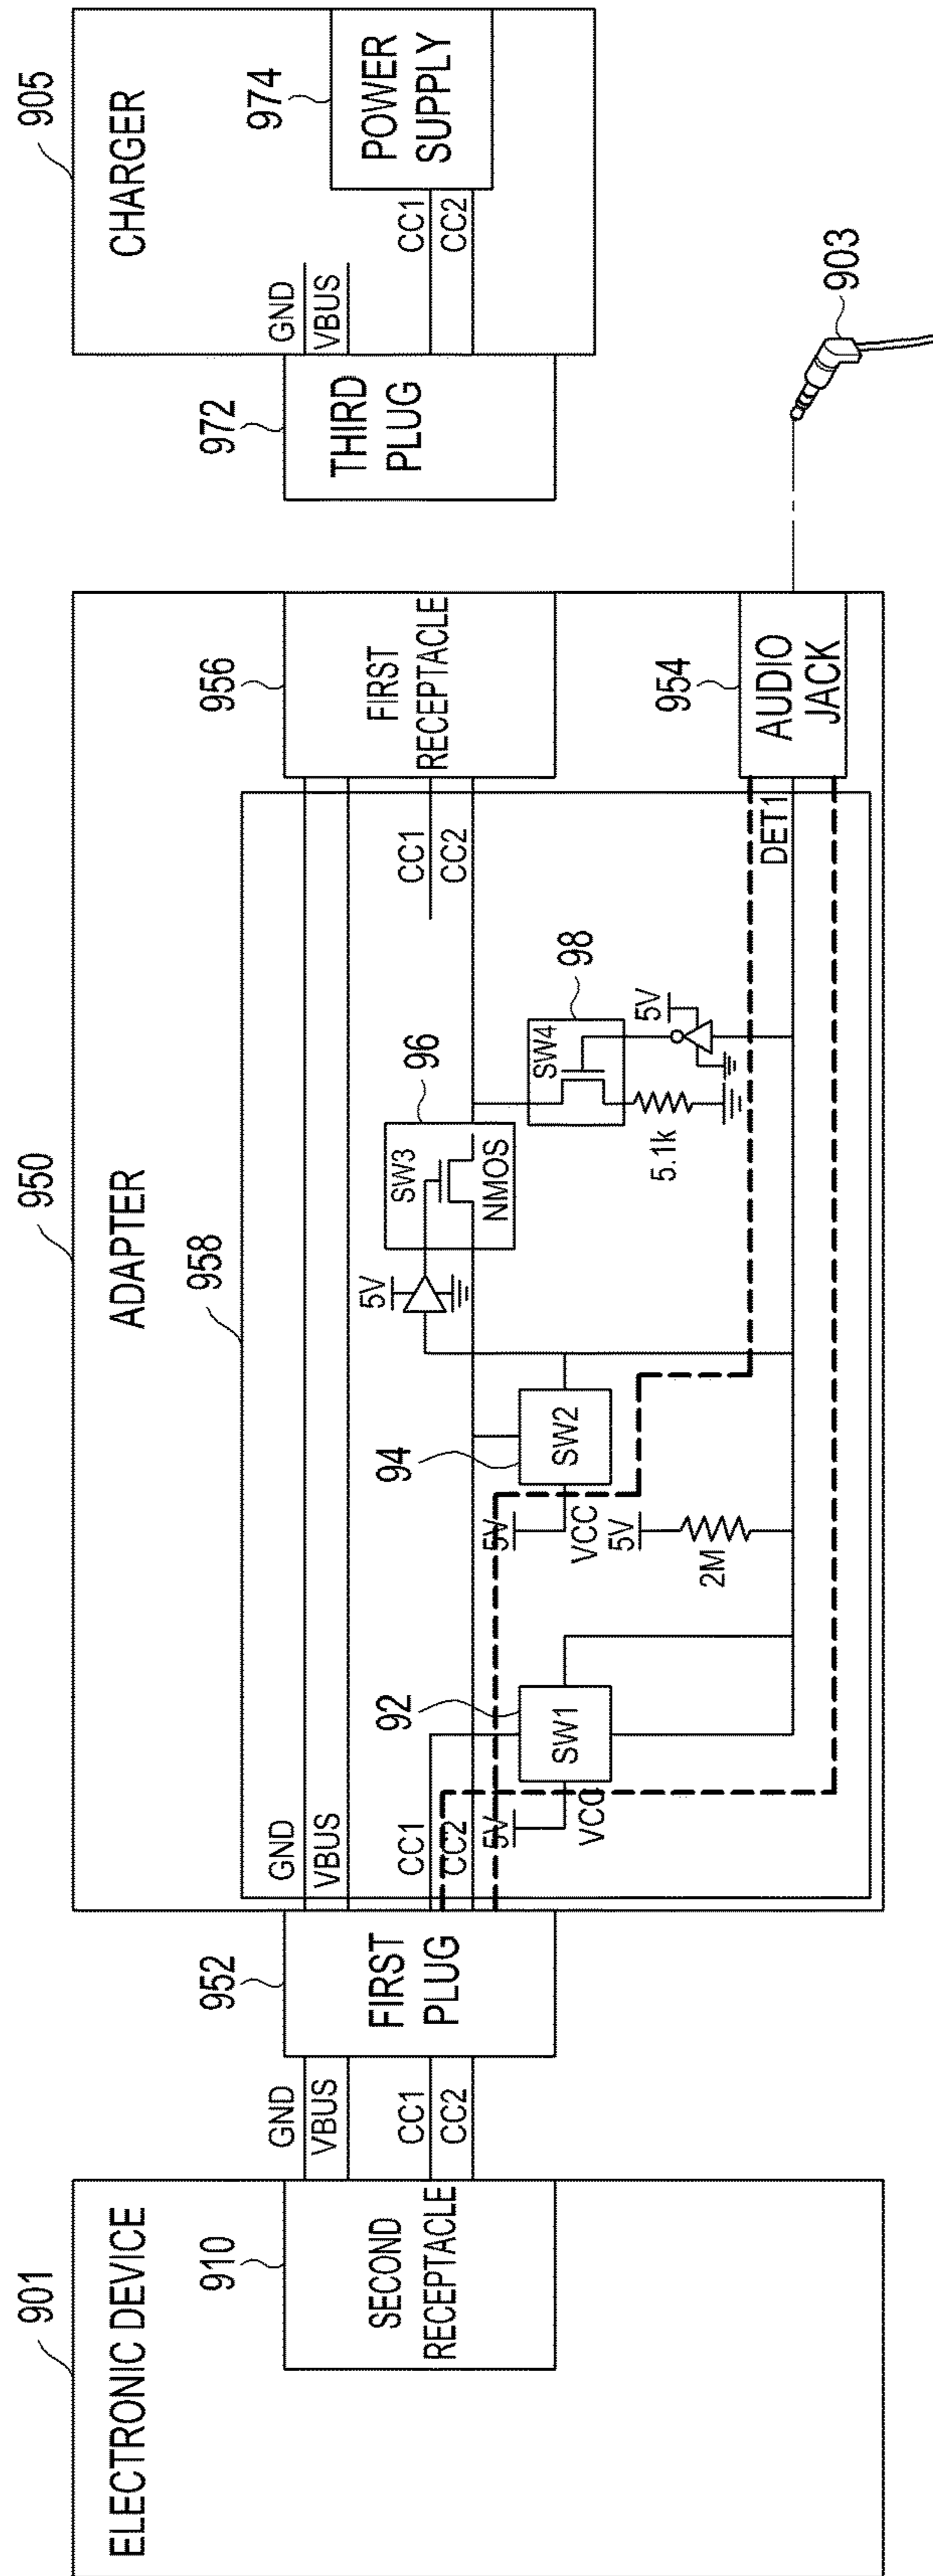 901
ELECTRONIC DEVICE
910
SECOND
RECEPTACLE
GND
VBUS
CC1
CC2
952
FIRST
PLUG
950
ADAPTER
958
GND
VBUS
CC1
CC2
5V
VCC
92
SW1
94
SW2
5V
VCC
5V
2M
5V
96
SW3
NMOS
98
SW4
5.1k
5V
CC1
CC2
DET1
956
FIRST
RECEPTACLE
954
AUDIO
JACK
903
972
THIRD
PLUG
905
CHARGER
GND
VBUS
CC1
CC2
974
POWER
SUPPLY